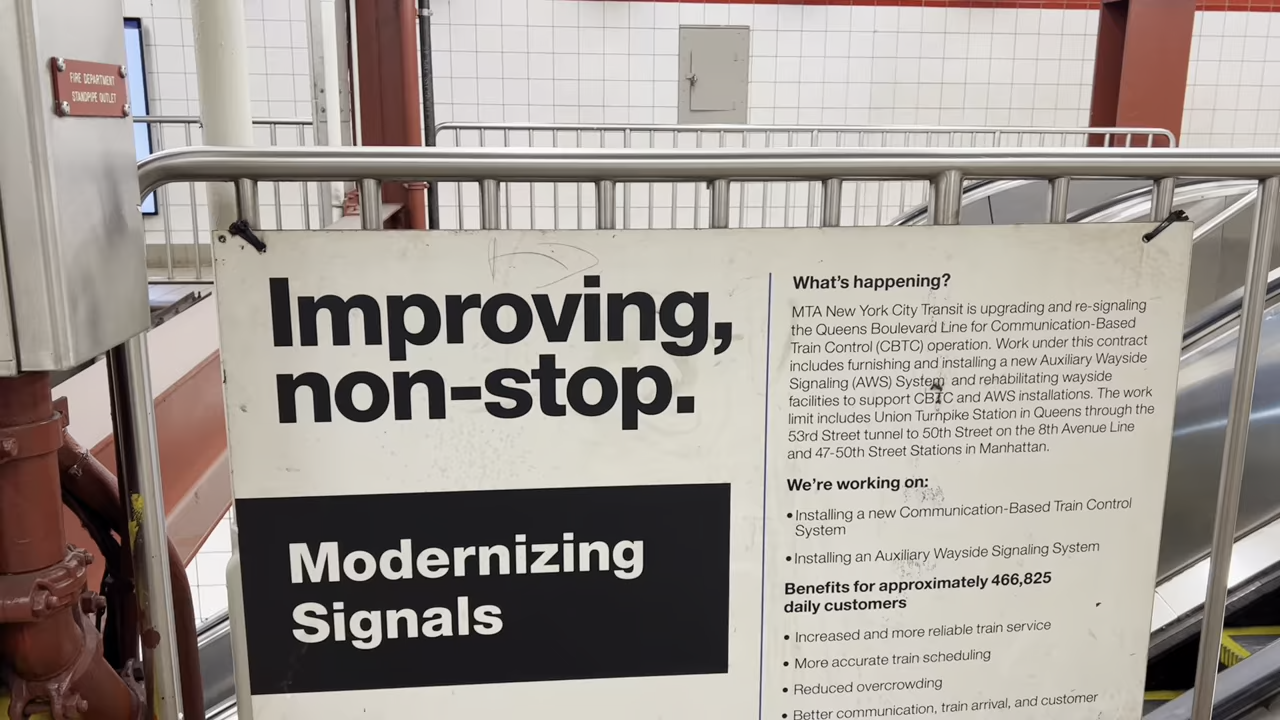 FIRE DEPARTMENT
STANDPIPE OUTLET
Improving,
non-stop.
Modernizing
Signals
What's happening?
MTA New York City Transit is upgrading and re-signaling
the Queens Boulevard Line for Communication-Based
Train Control (CBTC) operation. Work under this contract
includes furnishing and installing a new Auxiliary Wayside
Signaling (AWS) System and rehabilitating wayside
facilities to support CBTC and AWS installations. The work
limit includes Union Turnpike Station in Queens through the
53rd Street tunnel to 50th Street on the 8th Avenue Line
and 47-50th Street Stations in Manhattan.
We're working on:
• Installing a new Communication-Based Train Control
System
• Installing an Auxiliary Wayside Signaling System
Benefits for approximately 466,825
daily customers
• Increased and more reliable train service
• More accurate train scheduling
• Reduced overcrowding
• Better communication, train arrival, and customer